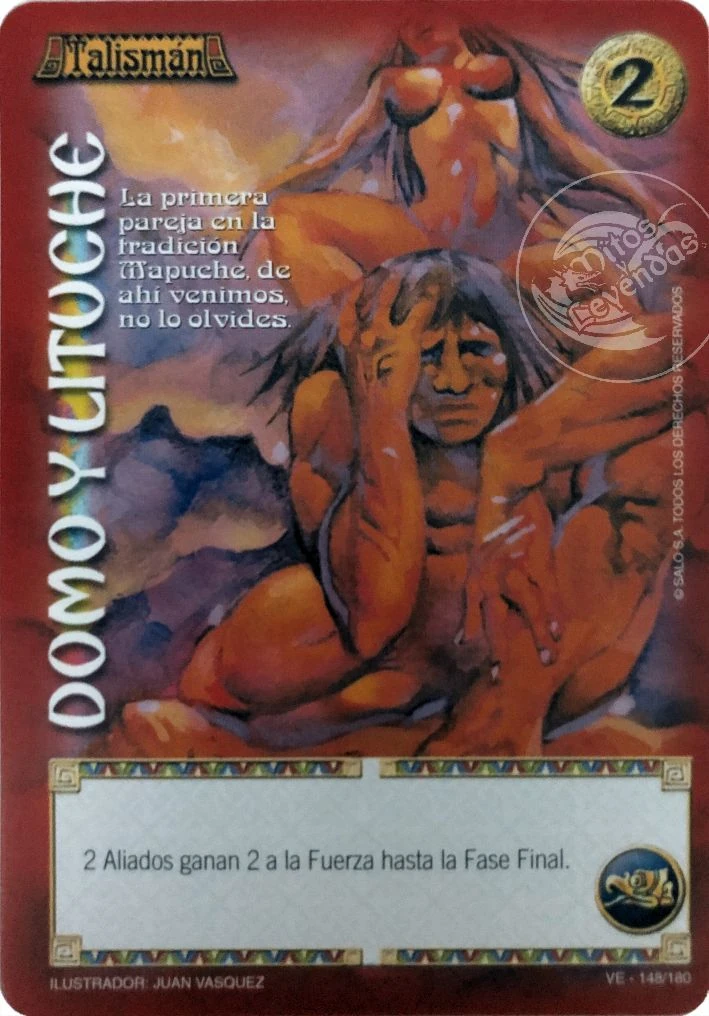 Talismán
2
DOMO Y LITUCHE
La primera
pareja en la
tradición
Mapuche, de
ahí venimos,
no lo olvides.
Mitos
y
Leyendas
© SALO S.A. TODOS LOS DERECHOS RESERVADOS
2 Aliados ganan 2 a la Fuerza hasta la Fase Final.
ILUSTRADOR: JUAN VASQUEZ
VE - 148/180